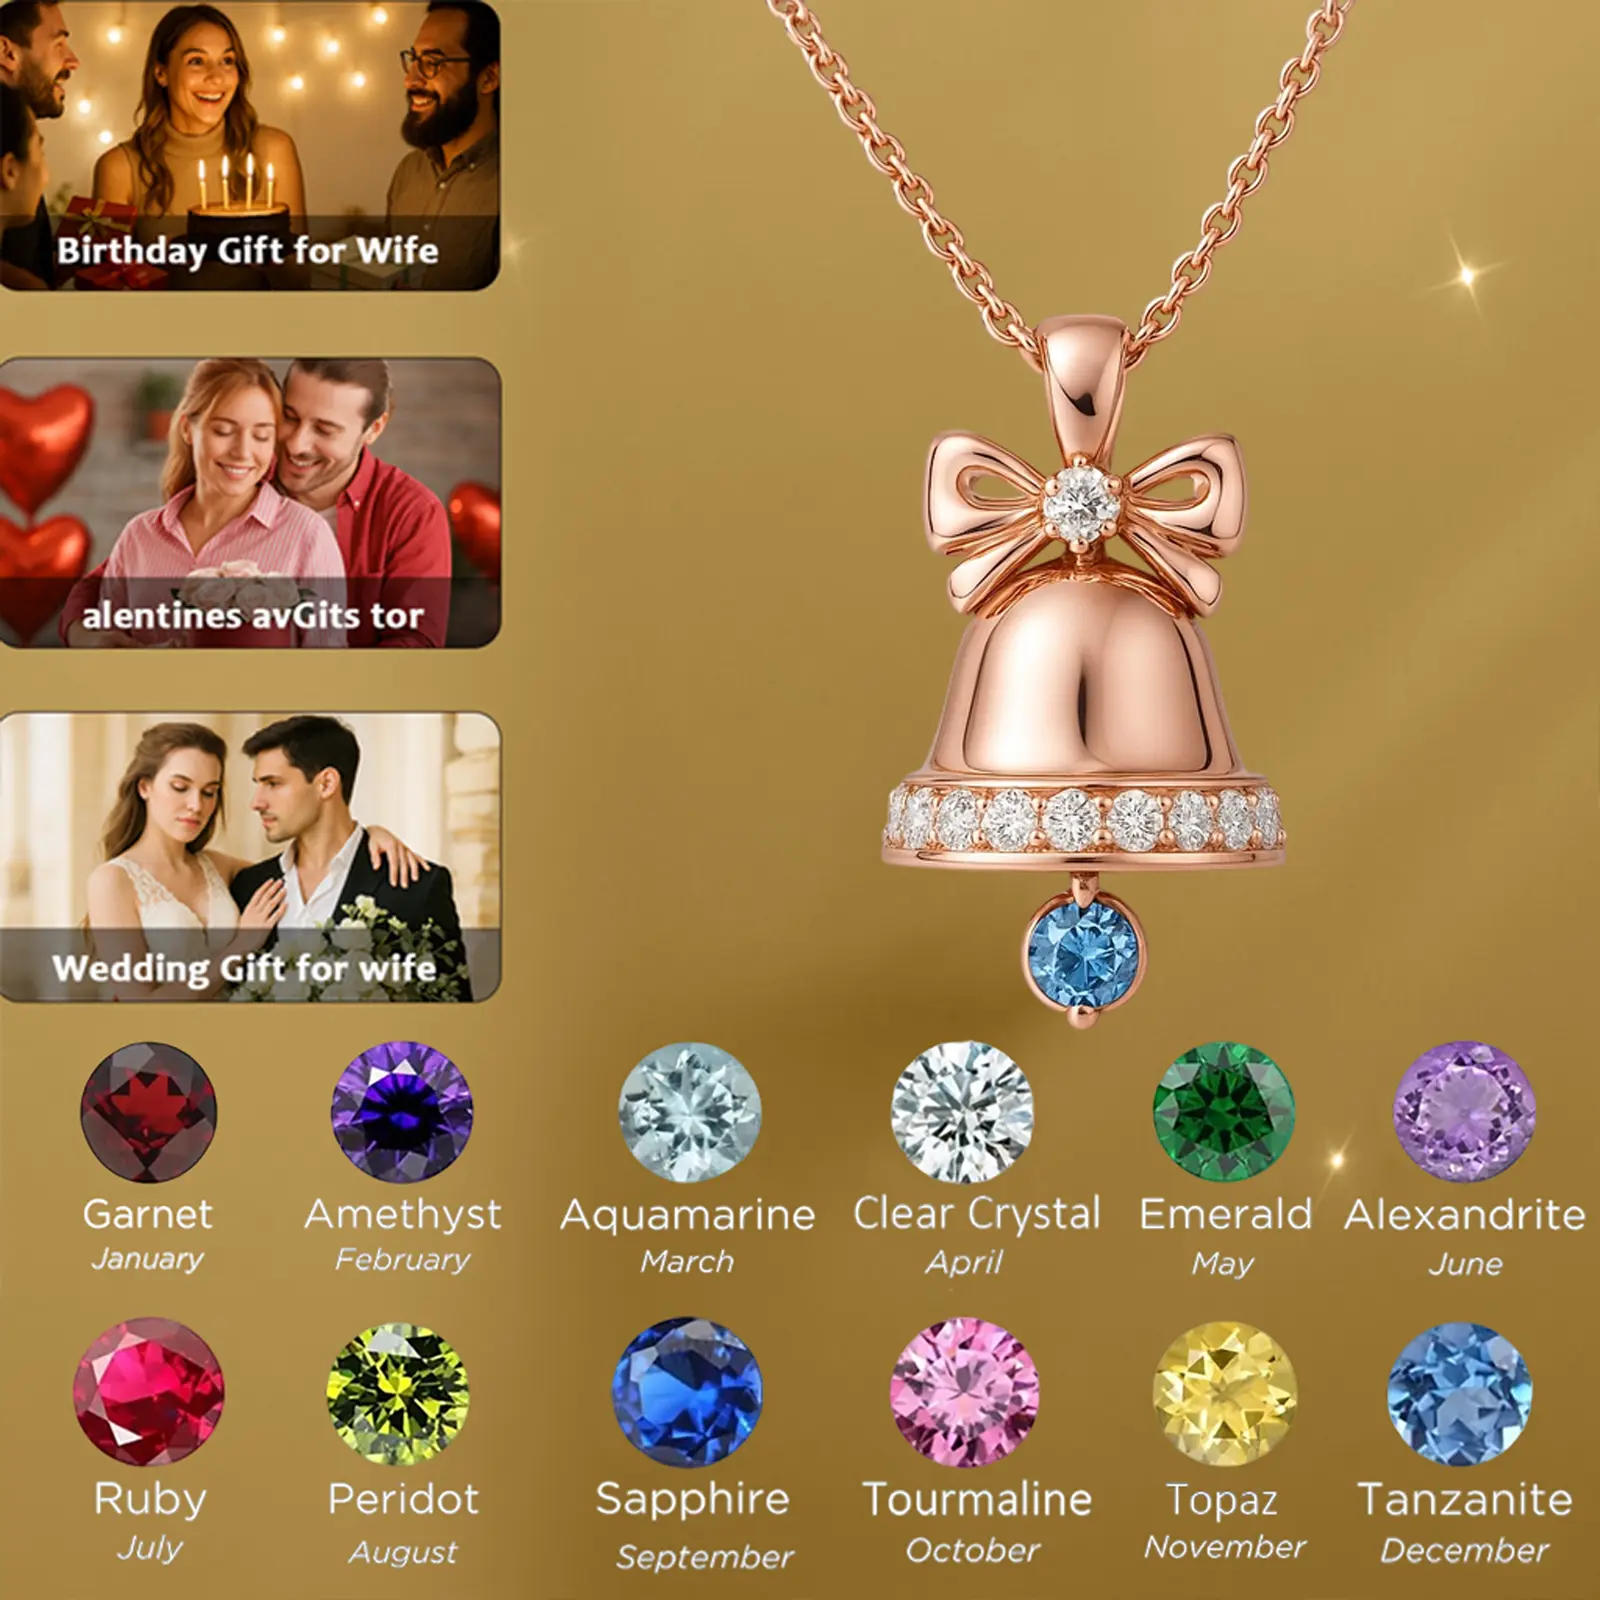 Birthday Gift for Wife
alentines avGits tor
Wedding Gift for wife
Garnet
January
Amethyst
February
Aquamarine
March
Clear Crystal
April
Emerald
May
Alexandrite
June
Ruby
July
Peridot
August
Sapphire
September
Tourmaline
October
Topaz
November
Tanzanite
December